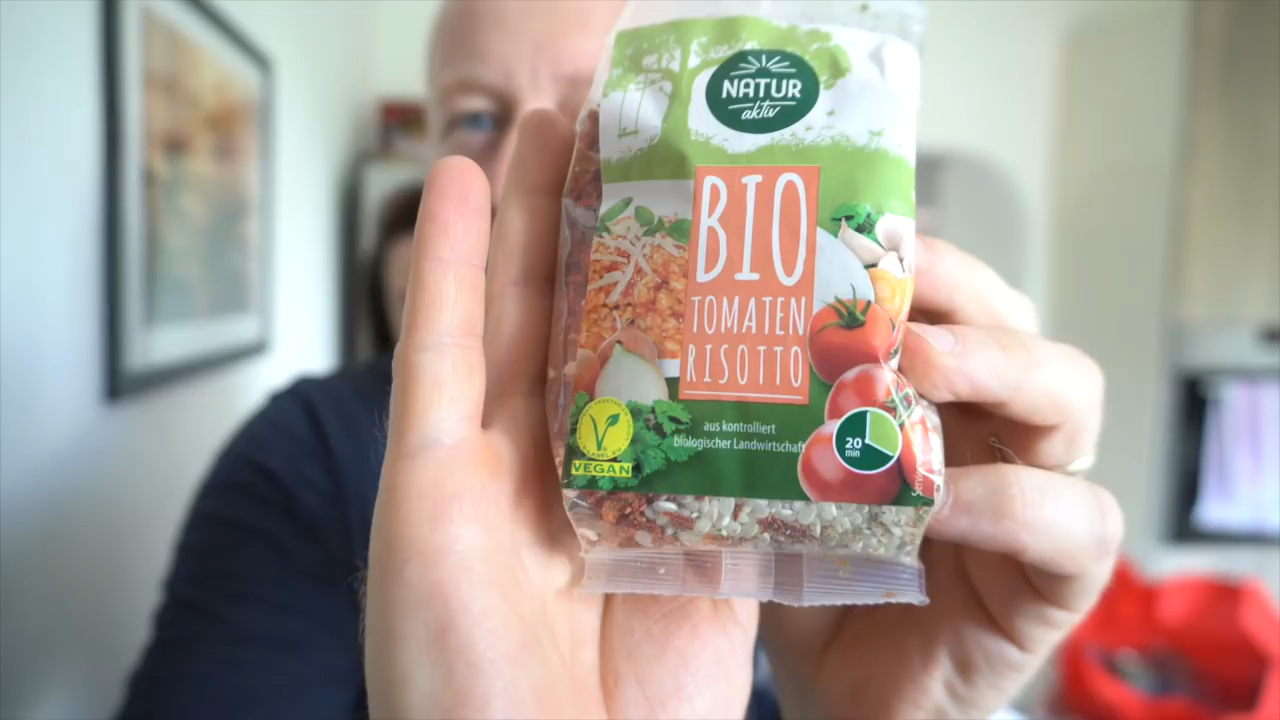 NATUR
aktiv
BIO
TOMATEN
RISOTTO
aus kontrolliert
biologischer Landwirtschaft
20
min
VEGAN